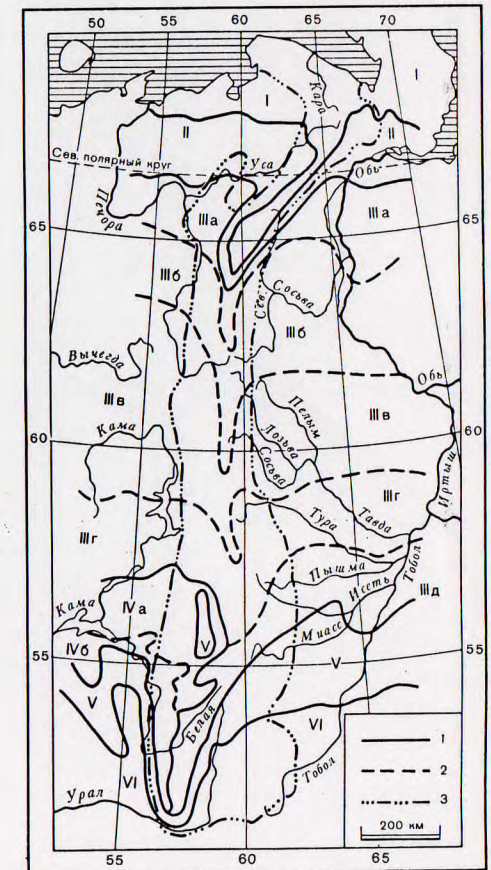 50 55 60 65 70
I
Кара
I
II
II
Сев. полярный круг
Уса
Обь
Печора
65
IIIа
IIIа
65
IIIб
Сев.
Сосьва
IIIб
Вычегда
Обь
IIIв
Пелым
IIIв
Кама
Лозьва
60
60
Сосьва
Иртыш
IIIг
IIIг
Тура
Тавда
Пышма
Тобол
Кама
IVа
Исеть
IIIд
V
Миасс
IVб
55
V
55
V
Белая
VI
1
VI
2
Тобол
Урал
3
200 км
55 60 65